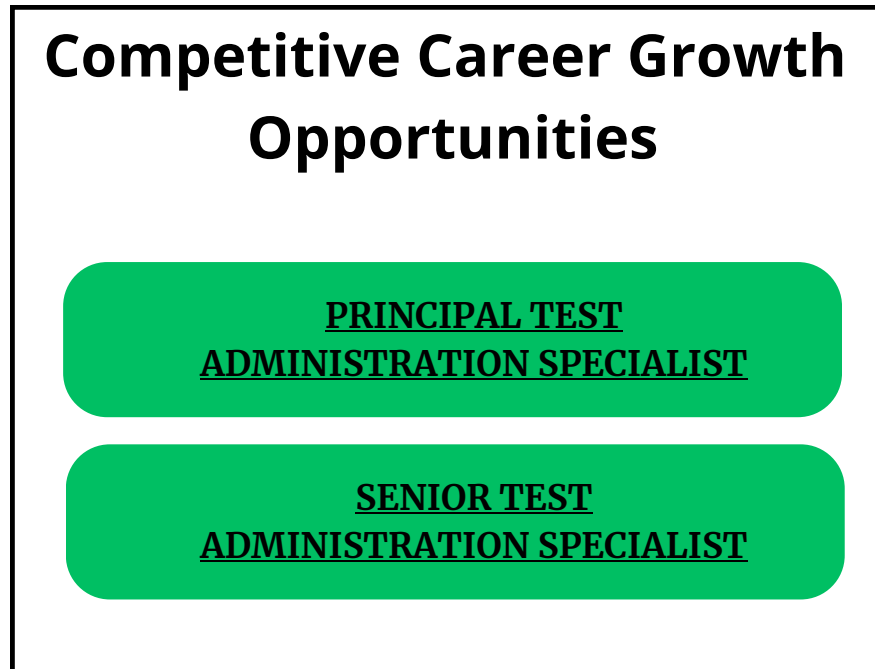 Competitive Career Growth
Opportunities
PRINCIPAL TEST
ADMINISTRATION SPECIALIST
SENIOR TEST
ADMINISTRATION SPECIALIST